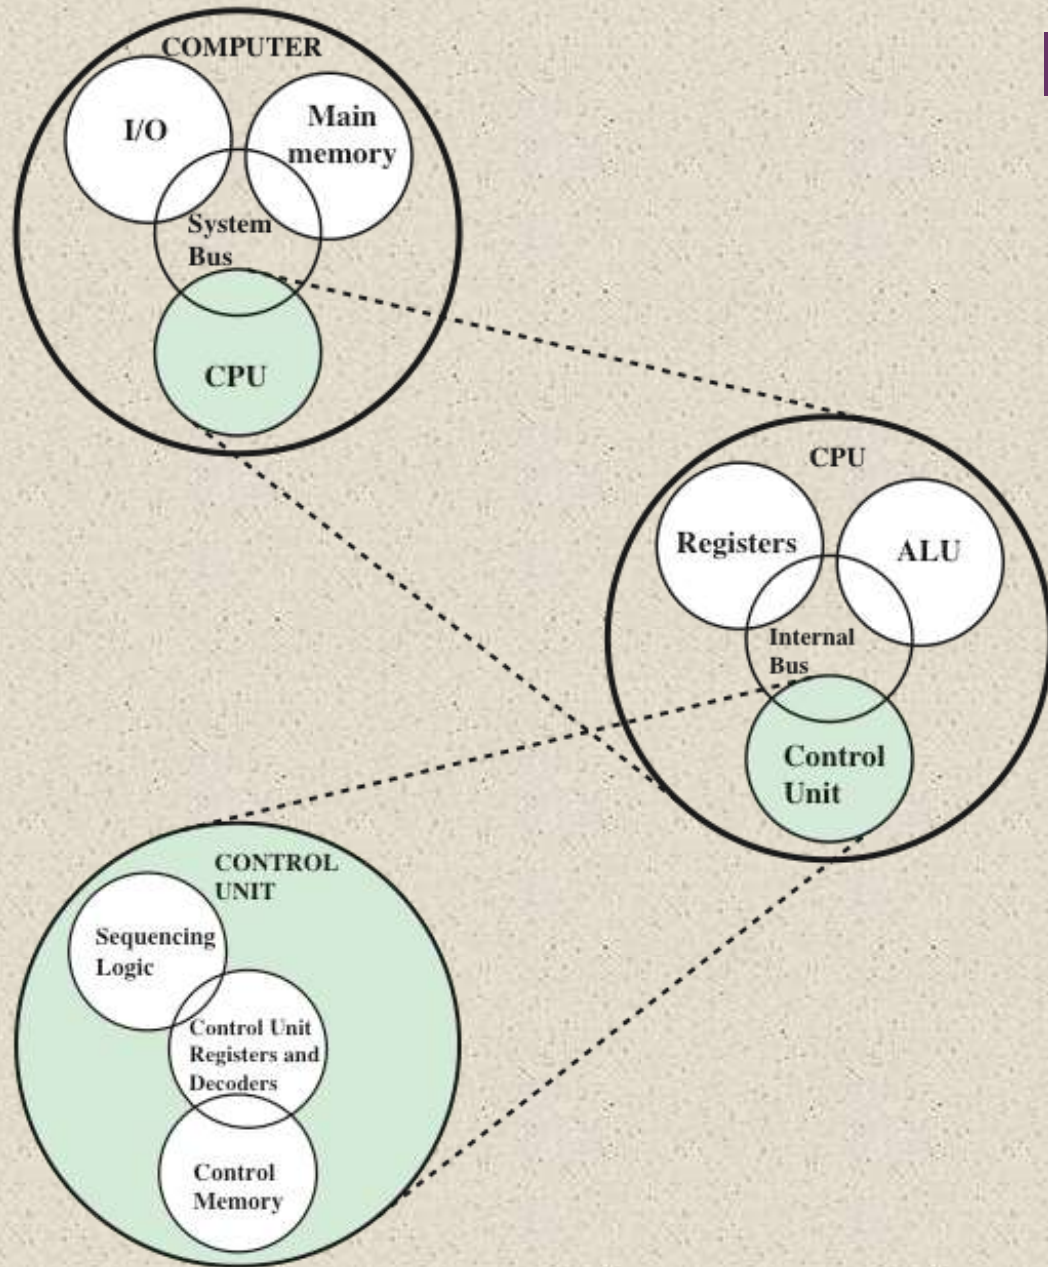 COMPUTER
I/O
Main
memory
System
Bus
CPU
CPU
Registers
ALU
Internal
Bus
Control
Unit
CONTROL
UNIT
Sequencing
Logic
Control Unit
Registers and
Decoders
Control
Memory